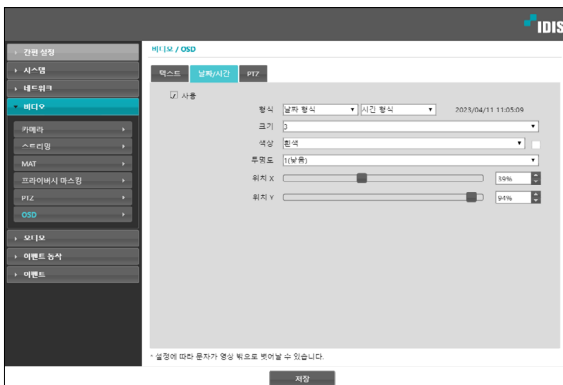 IDIS
간편 설정
시스템
네트워크
비디오
카메라
스트리밍
MAT
프라이버시 마스킹
PTZ
OSD
오디오
이벤트 동작
이벤트
비디오 / OSD
텍스트 날짜/시간 PTZ
사용
형식 날짜 형식 시간 형식 2023/04/11 11:05:09
크기 3
색상 흰색
투명도 1(낮음)
위치 X 39%
위치 Y 94%
* 설정에 따라 문자가 영상 밖으로 벗어날 수 있습니다.
저장